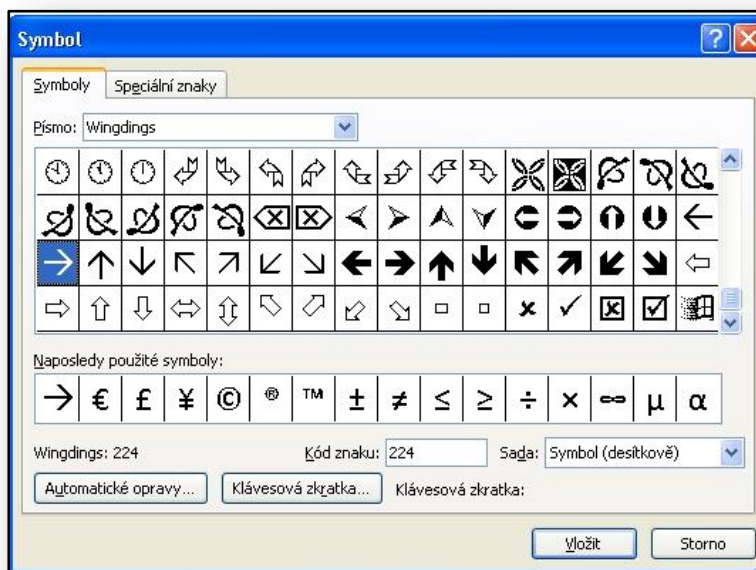 Symbol
Symboly Speciální znaky
Písmo: Wingdings
Naposledy použité symboly:
→ € £ ¥ © ® ™ ± ≠ ≤ ≥ ÷ × ∞ µ α
Wingdings: 224 Kód znaku: 224 Sada: Symbol (desítkově)
Automatické opravy... Klávesová zkratka... Klávesová zkratka:
Vložit Storno